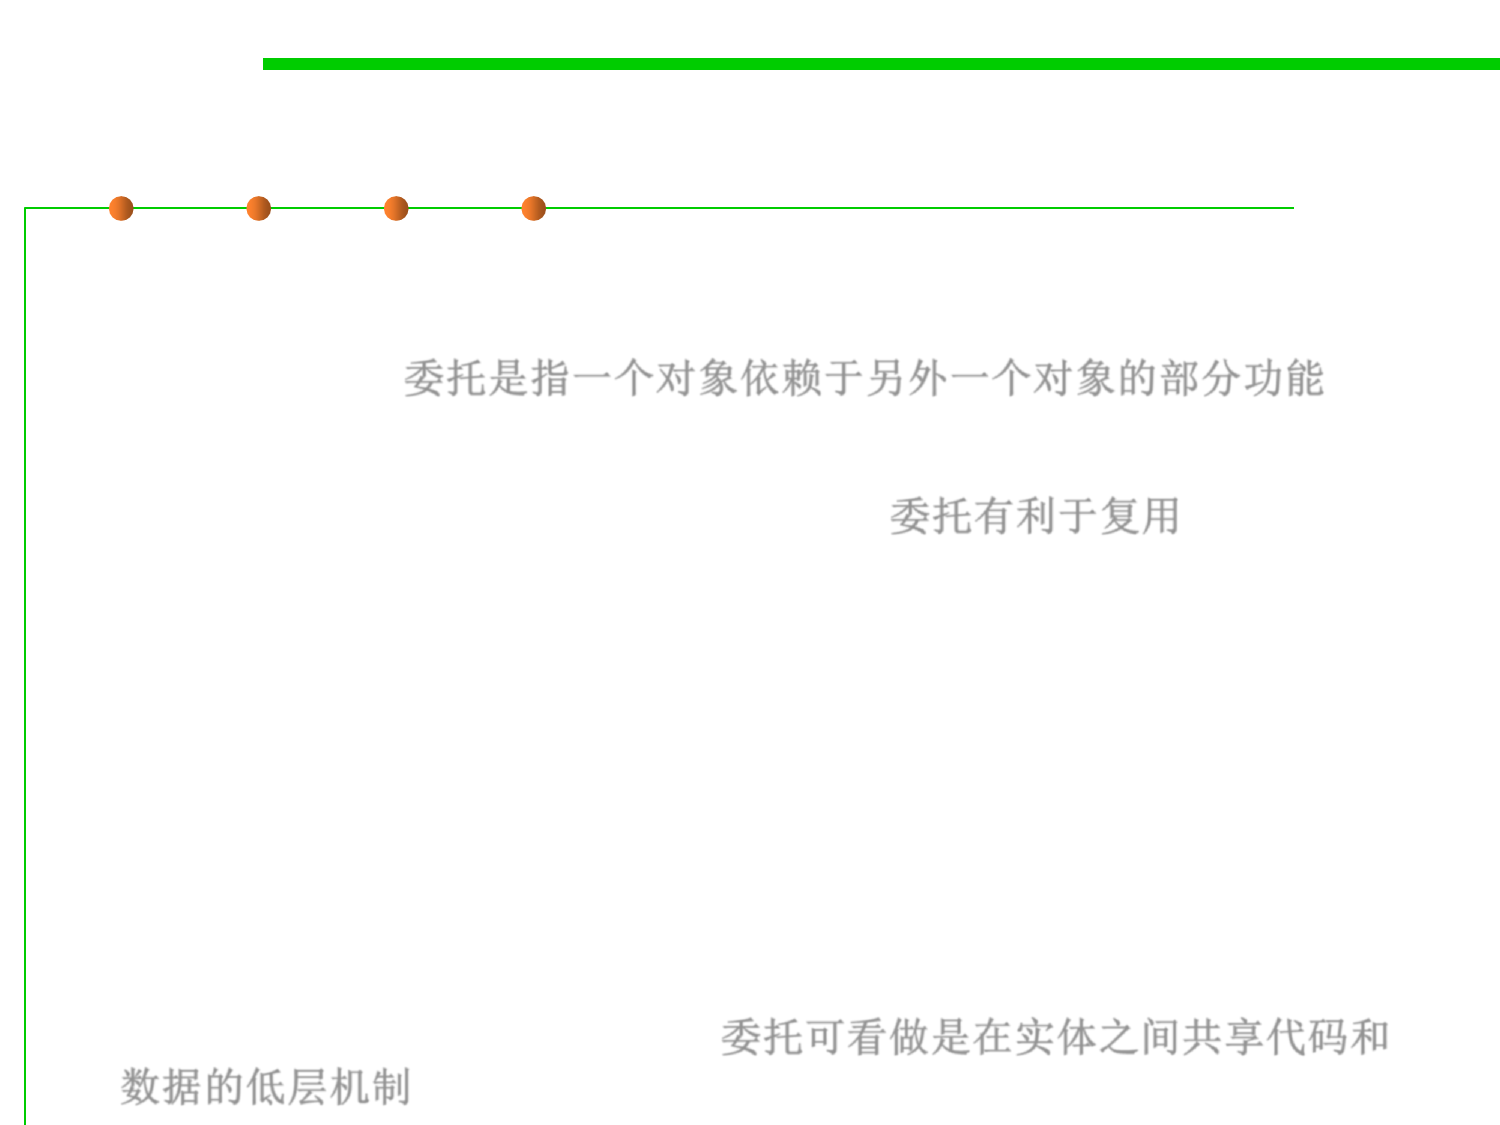 委托是指一个对象依赖于另外一个对象的部分功能
委托有利于复用
委托可看做是在实体之间共享代码和
数据的低层机制